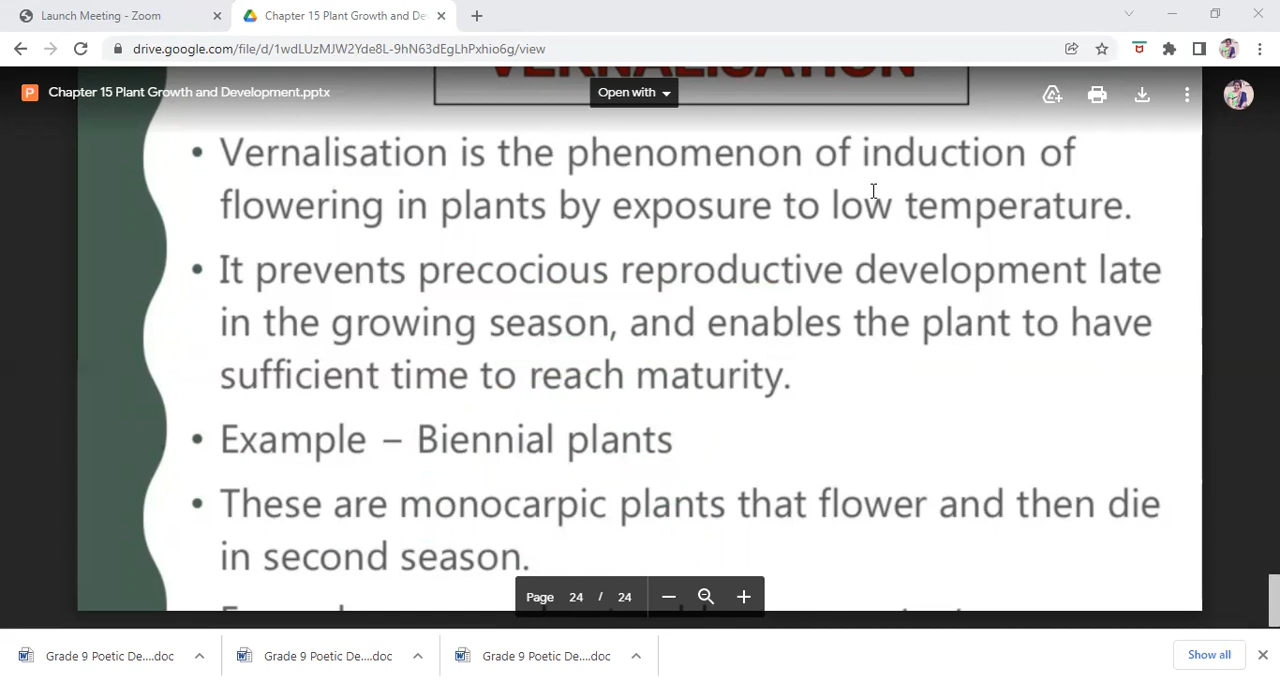 Launch Meeting - Zoom
Chapter 15 Plant Growth and De
drive.google.com/file/d/1wdLUzMJW2Yde8L-9hN63dEgLhPxhio6g/view
VERNALISATION
Chapter 15 Plant Growth and Development.pptx
Open with
• Vernalisation is the phenomenon of induction of
flowering in plants by exposure to low temperature.
• It prevents precocious reproductive development late
in the growing season, and enables the plant to have
sufficient time to reach maturity.
• Example – Biennial plants
• These are monocarpic plants that flower and then die
in second season.
Page 24 / 24
Grade 9 Poetic De....doc
Grade 9 Poetic De....doc
Grade 9 Poetic De....doc
Show all